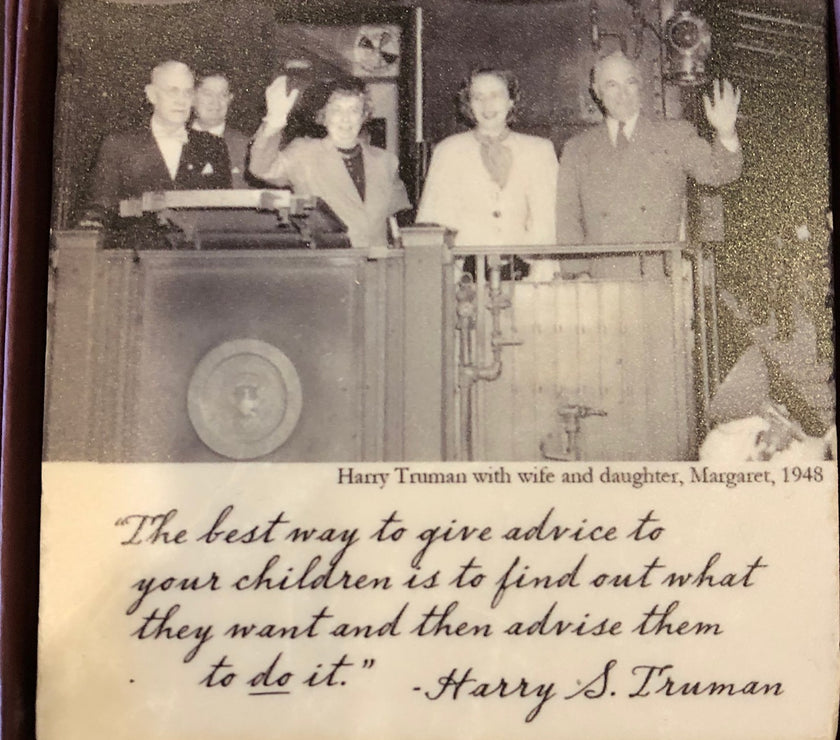 Harry Truman with wife and daughter, Margaret, 1948
“The best way to give advice to
your children is to find out what
they want and then advise them
to do it.” -Harry S. Truman